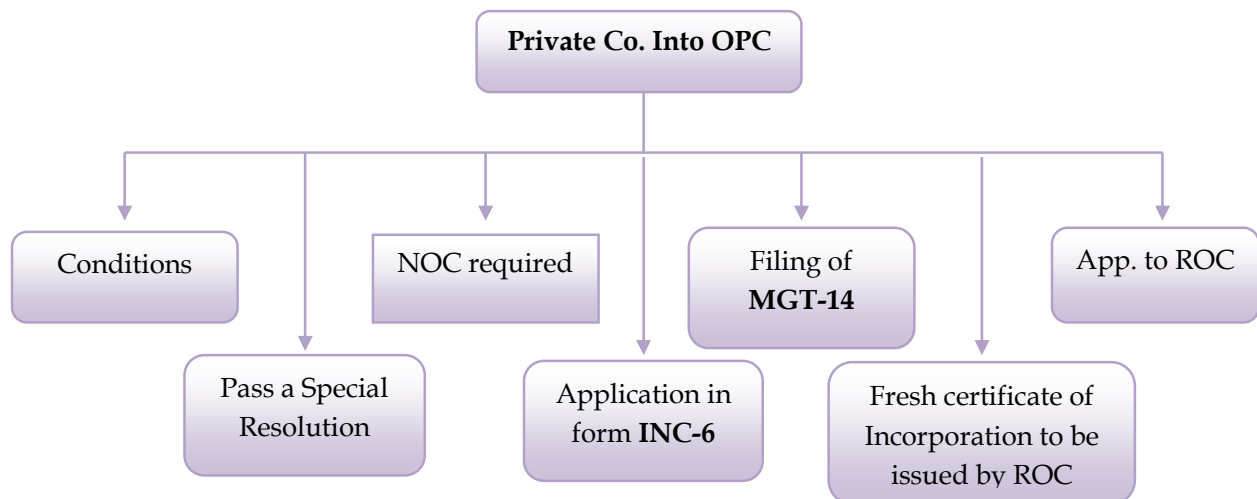 Private Co. Into OPC
Conditions
NOC required
Filing of
MGT-14
App. to ROC
Pass a Special
Resolution
Application in
form INC-6
Fresh certificate of
Incorporation to be
issued by ROC